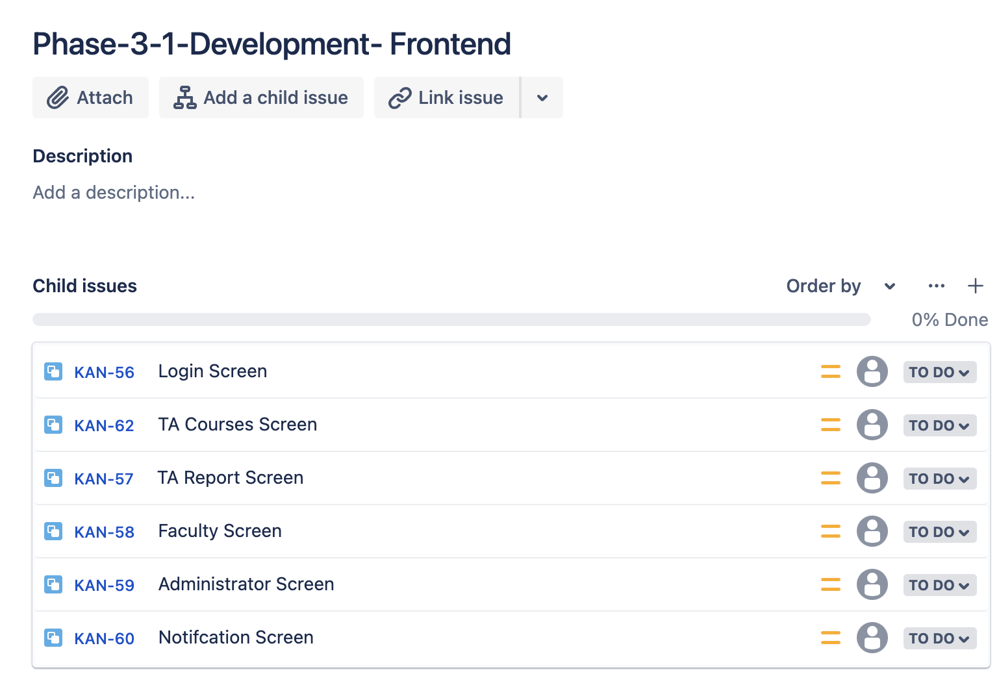 Phase-3-1-Development- Frontend
Attach Add a child issue Link issue
Description
Add a description...
Child issues Order by
0% Done
KAN-56 Login Screen TO DO
KAN-62 TA Courses Screen TO DO
KAN-57 TA Report Screen TO DO
KAN-58 Faculty Screen TO DO
KAN-59 Administrator Screen TO DO
KAN-60 Notifcation Screen TO DO